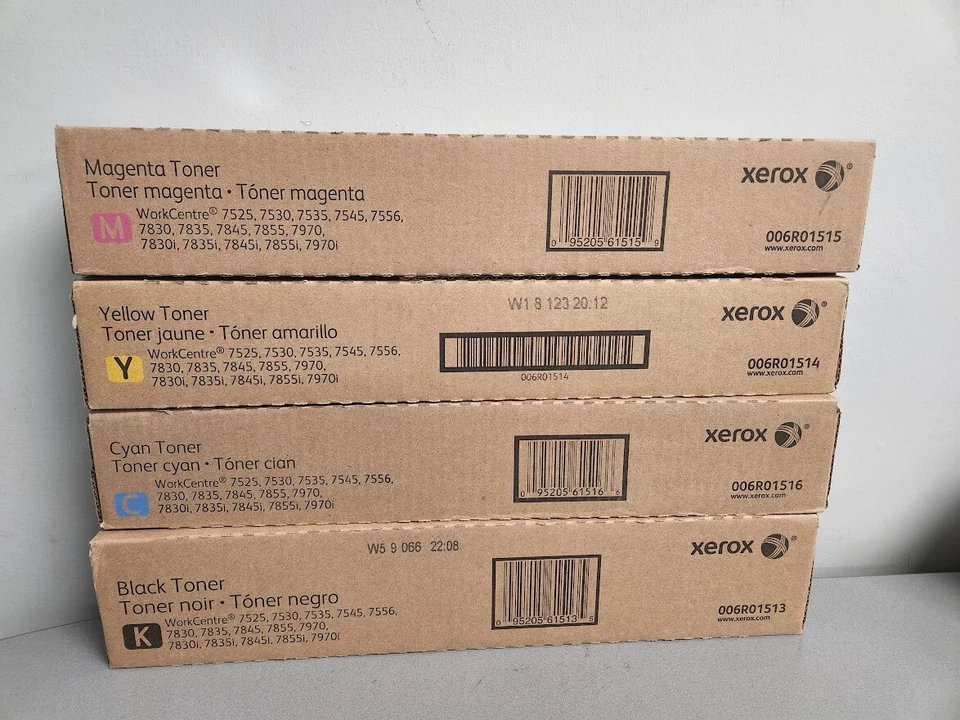 Magenta Toner
Toner magenta • Tóner magenta
M
WorkCentre® 7525, 7530, 7535, 7545, 7556,
7830, 7835, 7845, 7855, 7970,
7830i, 7835i, 7845i, 7855i, 7970i
0 95205 61515 9
xerox ®
006R01515
www.xerox.com
Yellow Toner
Toner jaune • Tóner amarillo
Y
WorkCentre® 7525, 7530, 7535, 7545, 7556,
7830, 7835, 7845, 7855, 7970,
7830i, 7835i, 7845i, 7855i, 7970i
W1 8 123 20:12
006R01514
xerox ®
006R01514
www.xerox.com
Cyan Toner
Toner cyan • Tóner cian
C
WorkCentre® 7525, 7530, 7535, 7545, 7556,
7830, 7835, 7845, 7855, 7970,
7830i, 7835i, 7845i, 7855i, 7970i
0 95205 61516 6
xerox ®
006R01516
www.xerox.com
Black Toner
Toner noir • Tóner negro
K
WorkCentre® 7525, 7530, 7535, 7545, 7556,
7830, 7835, 7845, 7855, 7970,
7830i, 7835i, 7845i, 7855i, 7970i
W5 9 066 22:08
0 95205 61513 5
xerox ®
006R01513
www.xerox.com